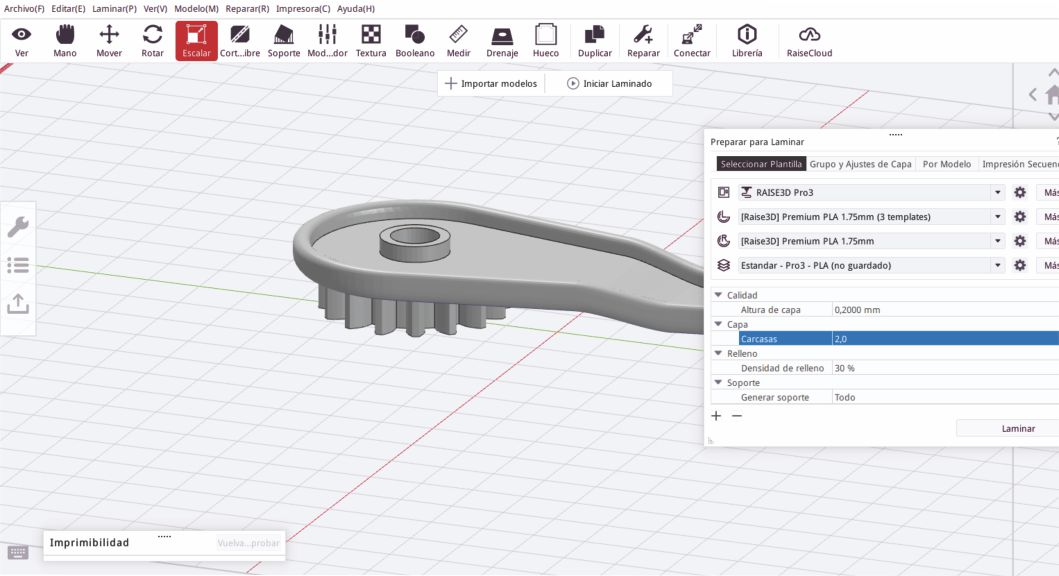 Archivo(F) Editar(E) Laminar(P) Ver(V) Modelo(M) Reparar(R) Impresora(C) Ayuda(H)
Ver Mano Mover Rotar Escalar Cort...ibre Soporte Mod...dor Textura Booleano Medir Drenaje Hueco Duplicar Reparar Conectar Librería RaiseCloud
Importar modelos Iniciar Laminado
Preparar para Laminar ?
Seleccionar Plantilla Grupo y Ajustes de Capa Por Modelo Impresión Secuen
RAISE3D Pro3 Más
[Raise3D] Premium PLA 1.75mm (3 templates) Más
[Raise3D] Premium PLA 1.75mm Más
Estandar - Pro3 - PLA (no guardado) Más
Calidad
Altura de capa 0,2000 mm
Capa
Carcasas 2,0
Relleno
Densidad de relleno 30 %
Soporte
Generar soporte Todo
Laminar
Imprimibilidad Vuelva...probar